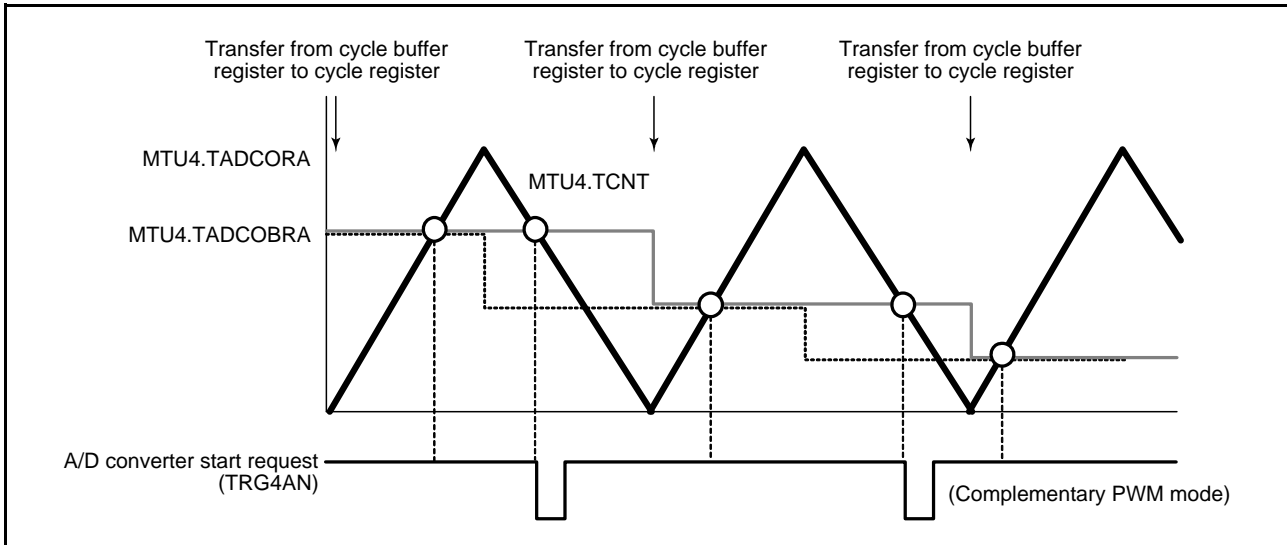 Transfer from cycle buffer
register to cycle register
Transfer from cycle buffer
register to cycle register
Transfer from cycle buffer
register to cycle register
MTU4.TADCORA
MTU4.TCNT
MTU4.TADCOBRA
A/D converter start request
(TRG4AN)
(Complementary PWM mode)